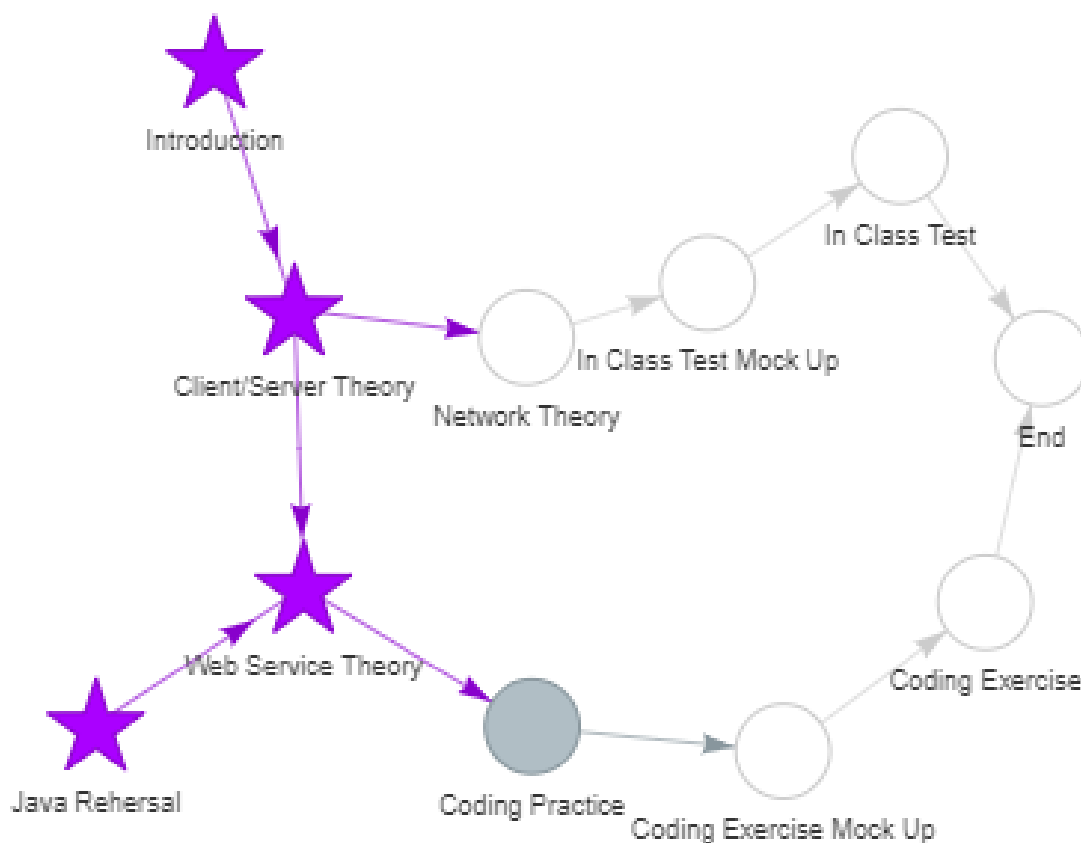 Introduction
In Class Test
In Class Test Mock Up
Client/Server Theory
Network Theory
End
Web Service Theory
Coding Exercise
Java Rehersal
Coding Practice
Coding Exercise Mock Up